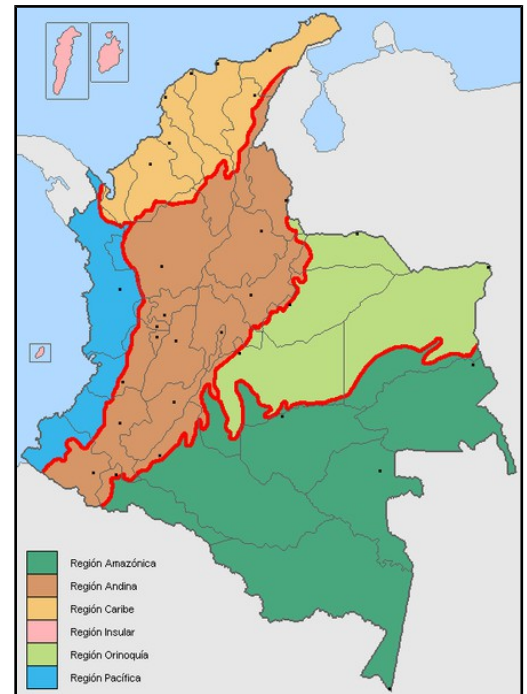 Región Amazónica
Región Andina
Región Caribe
Región Insular
Región Orinoquía
Región Pacífica